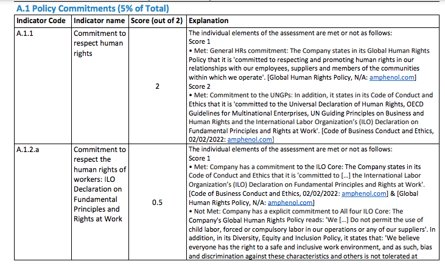 A.1 Policy Commitments (5% of Total)
Indicator Code Indicator name Score (out of 2) Explanation
A.1.1
Commitment to
respect human
rights
2
The individual elements of the assessment are met or not as follows:
Score 1
• Met: General HRs commitment: The Company states in its Global Human Rights
Policy that it is 'committed to respecting and promoting human rights in our
relationships with our employees, suppliers and members of the communities
within which we operate'. [Global Human Rights Policy, N/A: amphenol.com]
Score 2
• Met: Commitment to the UNGPs: In addition, it states in its Code of Conduct and
Ethics that it is 'committed to the Universal Declaration of Human Rights, OECD
Guidelines for Multinational Enterprises, UN Guiding Principles on Business and
Human Rights and the International Labor Organization's (ILO) Declaration on
Fundamental Principles and Rights at Work'. [Code of Business Conduct and Ethics,
02/02/2022: amphenol.com]
A.1.2.a
Commitment to
respect the
human rights of
workers: ILO
Declaration on
Fundamental
Principles and
Rights at Work
0.5
The individual elements of the assessment are met or not as follows:
Score 1
• Met: Company has a commitment to the ILO Core: The Company states in its
Code of Conduct and Ethics that it is 'committed to [...] the International Labor
Organization's (ILO) Declaration on Fundamental Principles and Rights at Work'.
[Code of Business Conduct and Ethics, 02/02/2022: amphenol.com] & [Global
Human Rights Policy, N/A: amphenol.com]
• Not Met: Company has a explicit commitment to All four ILO Core: The
Company's Global Human Rights Policy reads: 'We [...] Do not permit the use of
child labor, forced or compulsory labor in our operations or any of our suppliers'. In
addition, in its Diversity, Equity and Inclusion Policy, it states that: 'We believe
everyone has the right to a safe and inclusive work environment, and as such, bias
and discrimination against these characteristics and others is not tolerated at